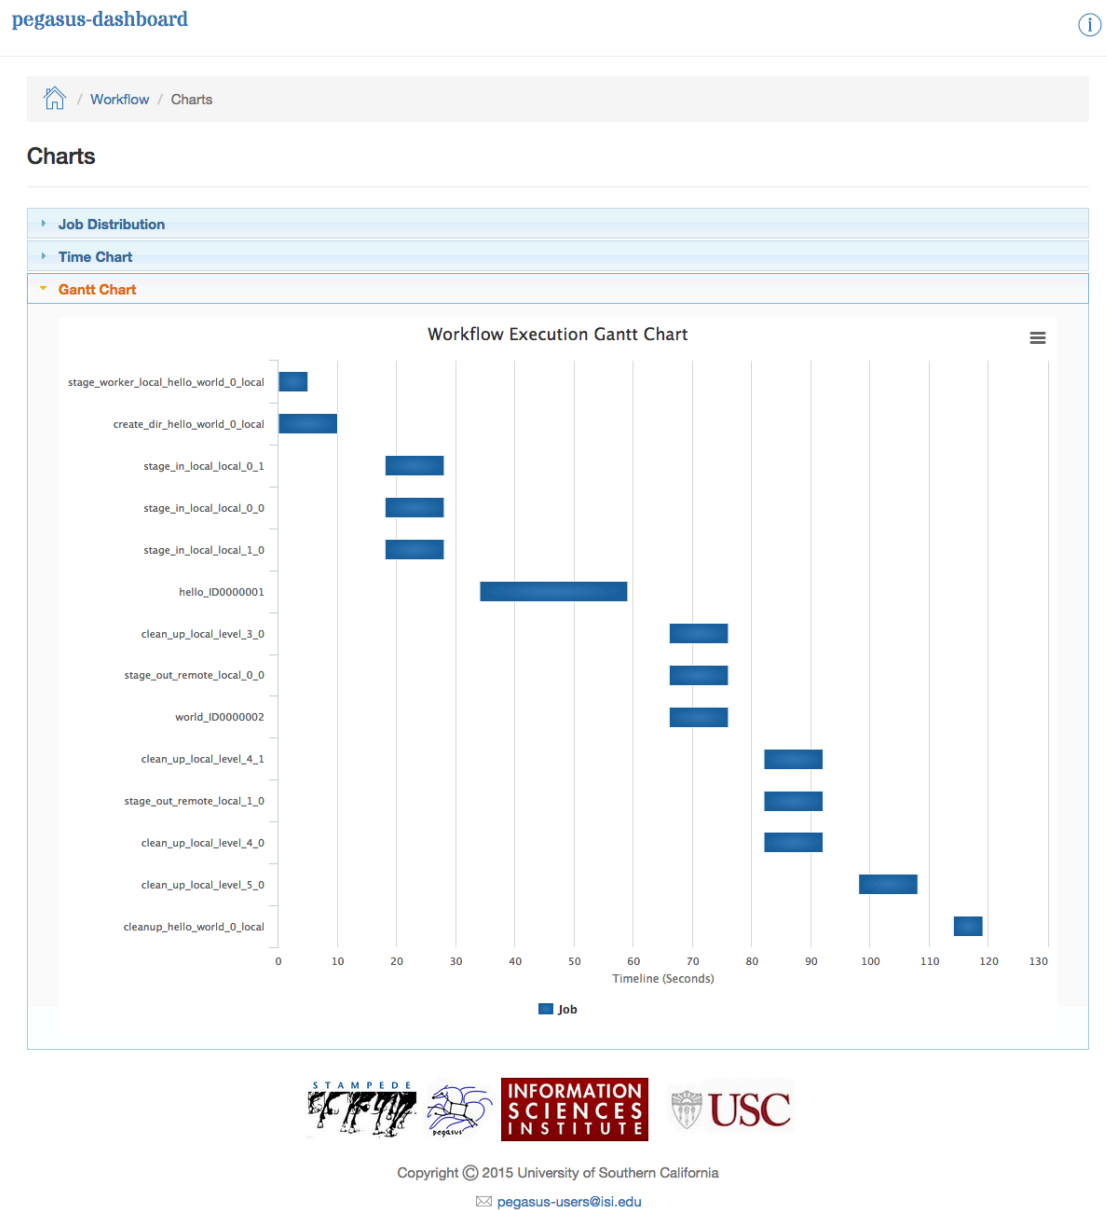 pegasus-dashboard
i
/ Workflow / Charts
Charts
Job Distribution
Time Chart
Gantt Chart
Workflow Execution Gantt Chart
stage_worker_local_hello_world_0_local
create_dir_hello_world_0_local
stage_in_local_local_0_1
stage_in_local_local_0_0
stage_in_local_local_1_0
hello_ID0000001
clean_up_local_level_3_0
stage_out_remote_local_0_0
world_ID0000002
clean_up_local_level_4_1
stage_out_remote_local_1_0
clean_up_local_level_4_0
clean_up_local_level_5_0
cleanup_hello_world_0_local
0 10 20 30 40 50 60 70 80 90 100 110 120 130
Timeline (Seconds)
Job
STAMPEDE
pegasus
INFORMATION
SCIENCES
INSTITUTE
USC
Copyright © 2015 University of Southern California
pegasus-users@isi.edu